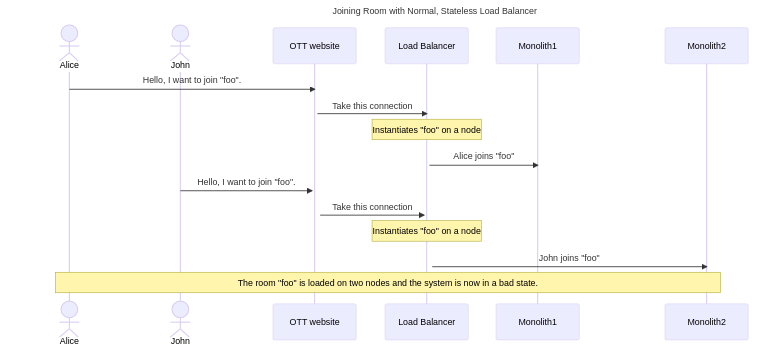 Joining Room with Normal, Stateless Load Balancer
Alice
John
OTT website
Load Balancer
Monolith1
Monolith2
Hello, I want to join "foo".
Take this connection
Instantiates "foo" on a node
Alice joins "foo"
Hello, I want to join "foo".
Take this connection
Instantiates "foo" on a node
John joins "foo"
The room "foo" is loaded on two nodes and the system is now in a bad state.
Alice
John
OTT website
Load Balancer
Monolith1
Monolith2